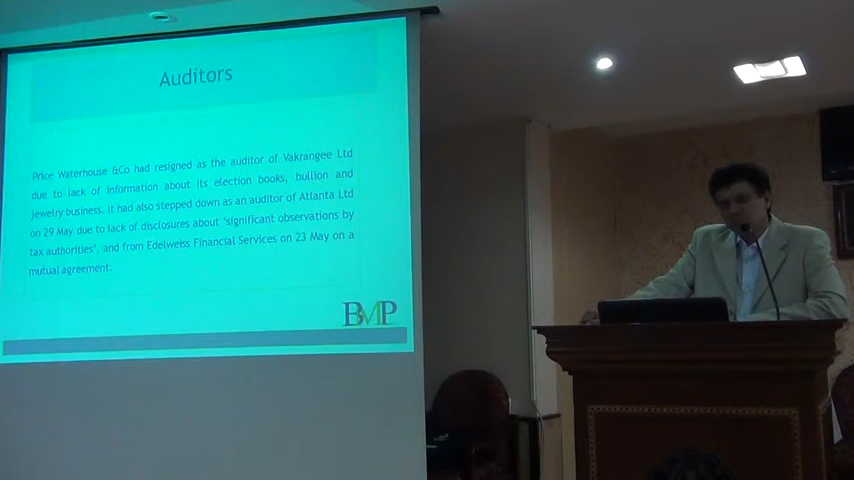 Auditors
Price Waterhouse &Co had resigned as the auditor of Vakrangee Ltd
due to lack of information about its election books, bullion and
jewelry business. It had also stepped down as an auditor of Atlanta Ltd
on 29 May due to lack of disclosures about ‘significant observations by
tax authorities’, and from Edelweiss Financial Services on 23 May on a
mutual agreement.
BMP